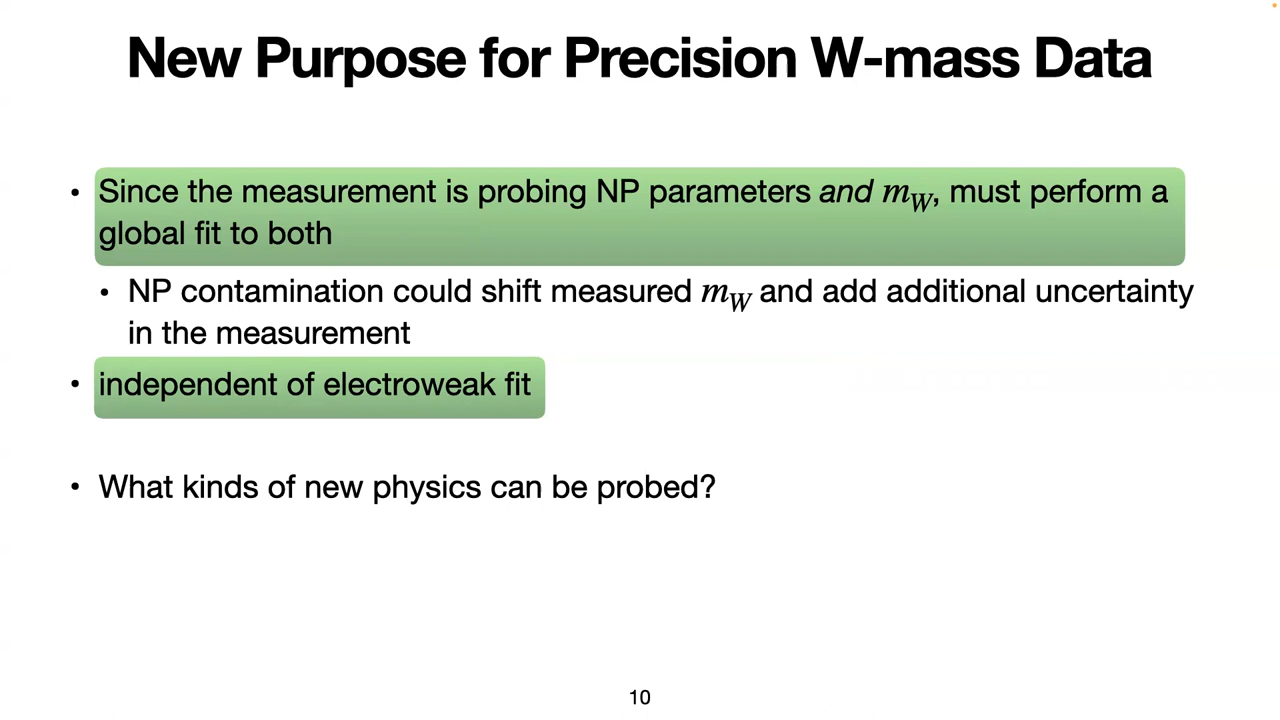 New Purpose for Precision W-mass Data
• Since the measurement is probing NP parameters and m_W, must perform a
global fit to both
• NP contamination could shift measured m_W and add additional uncertainty
in the measurement
• independent of electroweak fit
• What kinds of new physics can be probed?
10